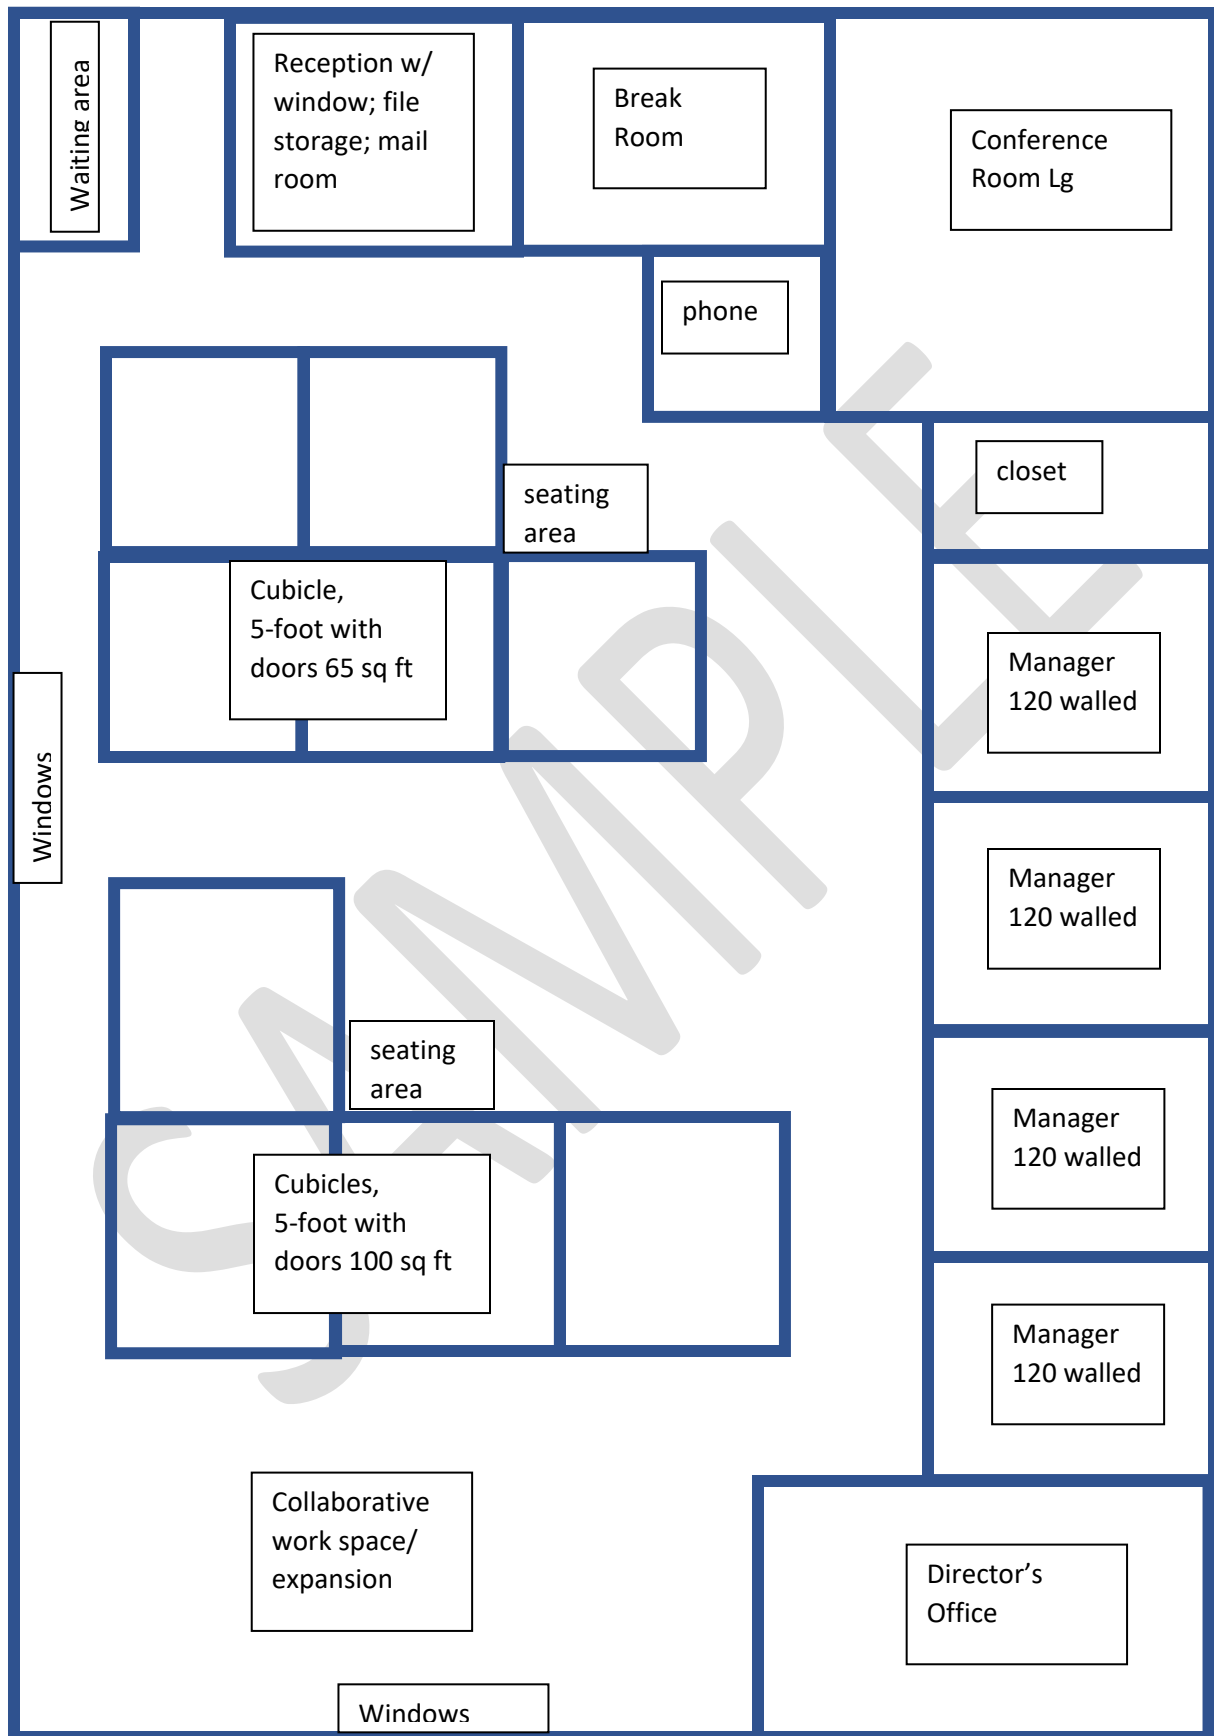 Waiting area
Reception w/
window; file
storage; mail
room
Break
Room
Conference
Room Lg
phone
closet
seating
area
Cubicle,
5-foot with
doors 65 sq ft
Manager
120 walled
Windows
Manager
120 walled
seating
area
Manager
120 walled
Cubicles,
5-foot with
doors 100 sq ft
Manager
120 walled
Collaborative
work space/
expansion
Director’s
Office
Windows
SAMPLE